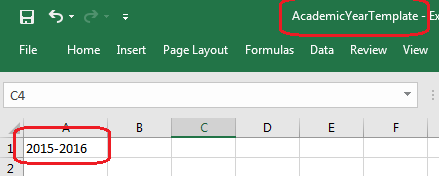 AcademicYearTemplate - Ex
File Home Insert Page Layout Formulas Data Review View
C4
A B C D E F
1 2015-2016
2